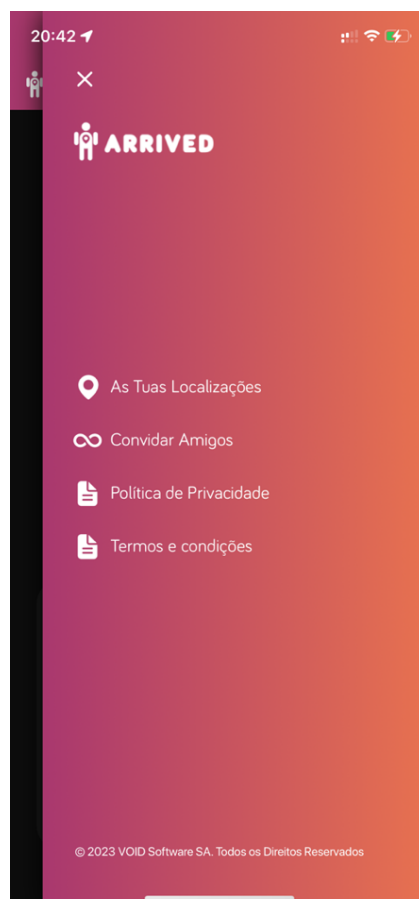 20:42
ARRIVED
As Tuas Localizações
Convidar Amigos
Política de Privacidade
Termos e condições
© 2023 VOID Software SA. Todos os Direitos Reservados